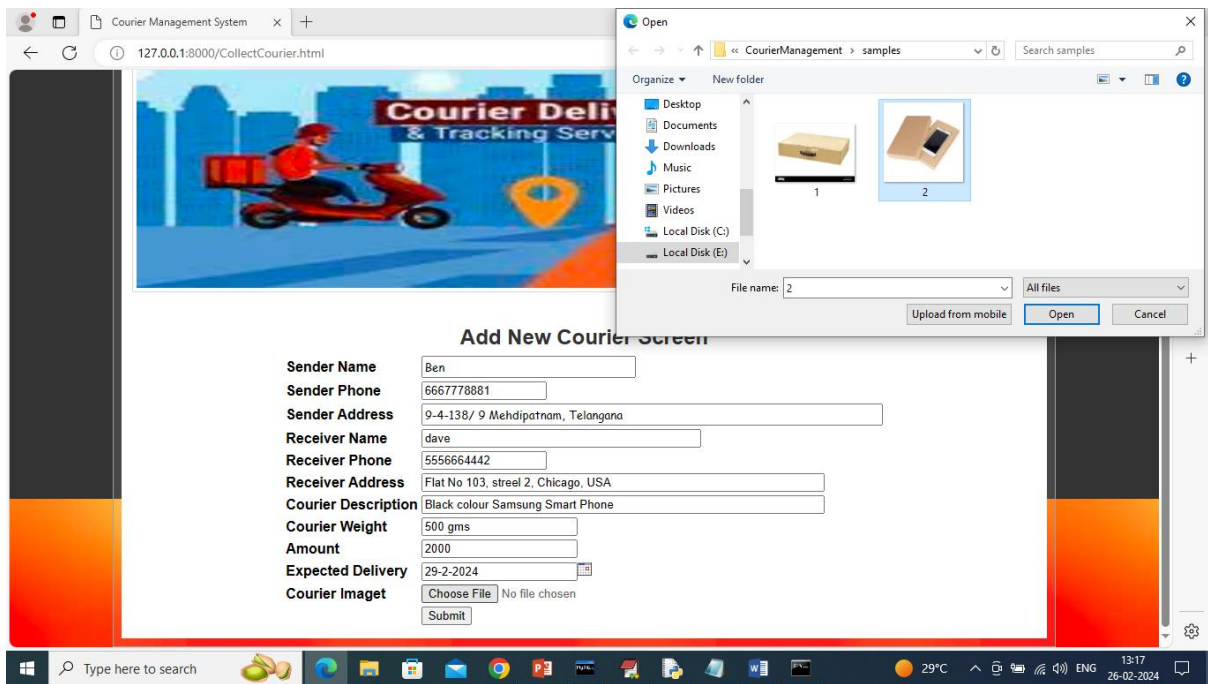 Courier Management System
127.0.0.1:8000/CollectCourier.html
Courier Deli
& Tracking Serv
Open
« CourierManagement › samples
Search samples
Organize
New folder
Desktop
Documents
Downloads
Music
Pictures
Videos
Local Disk (C:)
Local Disk (E:)
1
2
File name: 2
All files
Upload from mobile
Open
Cancel
Add New Courier Screen
Sender Name Ben
Sender Phone 6667778881
Sender Address 9-4-138/ 9 Mehdipatnam, Telangana
Receiver Name dave
Receiver Phone 5556664442
Receiver Address Flat No 103, streel 2, Chicago, USA
Courier Description Black colour Samsung Smart Phone
Courier Weight 500 gms
Amount 2000
Expected Delivery 29-2-2024
Courier Imaget Choose File No file chosen
Submit
Type here to search
29°C
ENG
13:17
26-02-2024